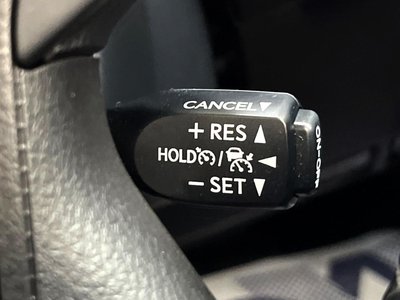 CANCEL▼
+ RES ▲
HOLD / ◀
− SET ▼
ON-OFF